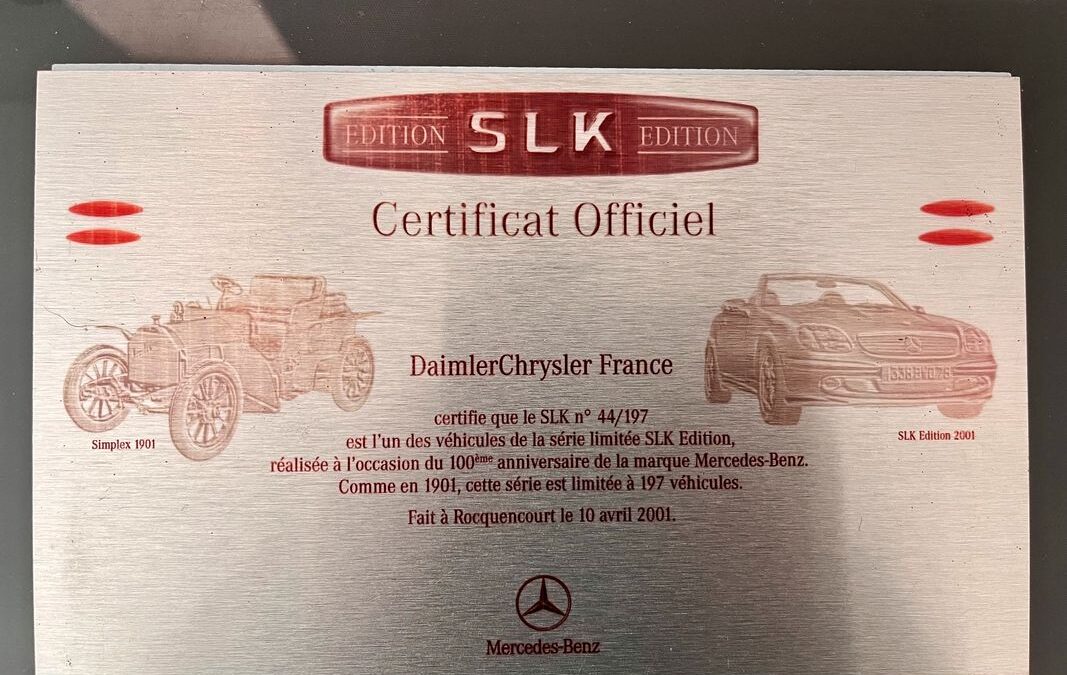 EDITION SLK EDITION
Certificat Officiel
DaimlerChrysler France
certifie que le SLK n° 44/197
est l'un des véhicules de la série limitée SLK Edition,
réalisée à l'occasion du 100ème anniversaire de la marque Mercedes-Benz.
Comme en 1901, cette série est limitée à 197 véhicules.
Fait à Rocquencourt le 10 avril 2001.
Simplex 1901
SLK Edition 2001
Mercedes-Benz